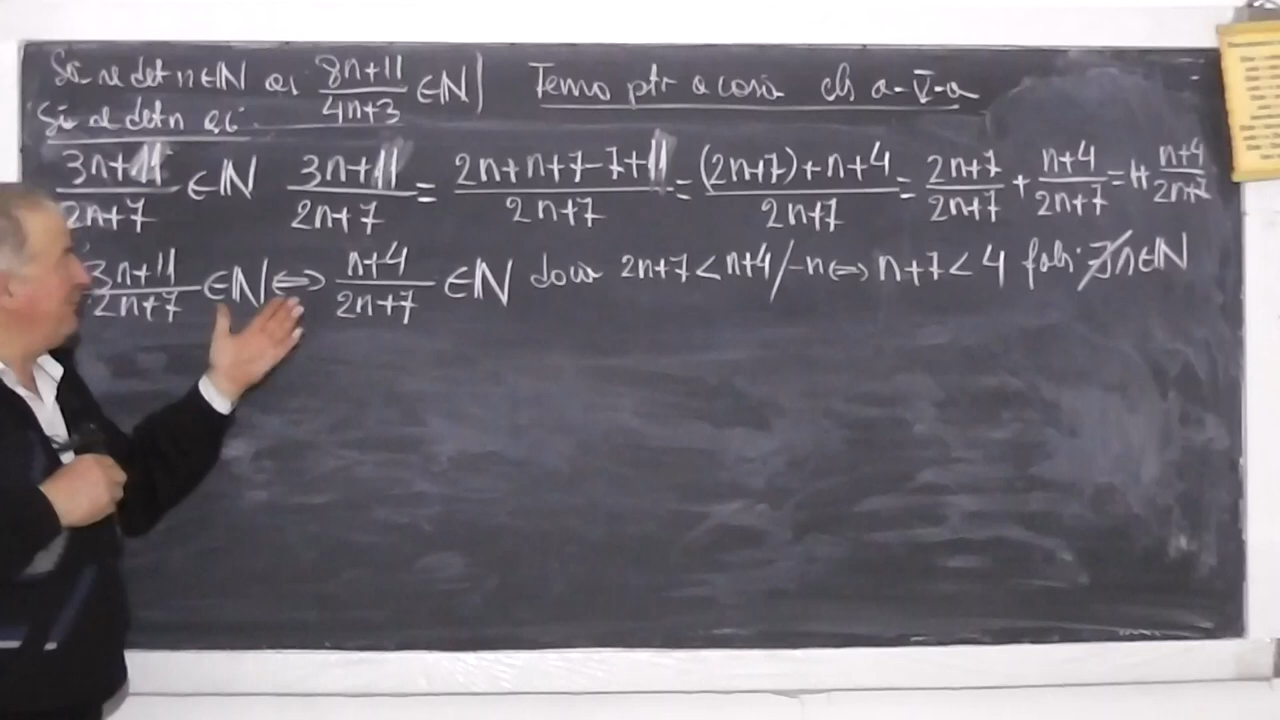 Să se det n∈ℕ aî (8n+11)/(4n+3) ∈ℕ | Temă ptr acasă cls a-V-a
Să se det n aî
(3n+11)/(2n+7) ∈ℕ (3n+11)/(2n+7) = (2n+n+7-7+11)/(2n+7) = ((2n+7)+n+4)/(2n+7) = (2n+7)/(2n+7) + (n+4)/(2n+7) = 1+ (n+4)/(2n+7)
(3n+11)/(2n+7) ∈ℕ ⇔ (n+4)/(2n+7) ∈ℕ doar 2n+7 < n+4 /-n ⇔ n+7 < 4 fals ∄ n∈ℕ